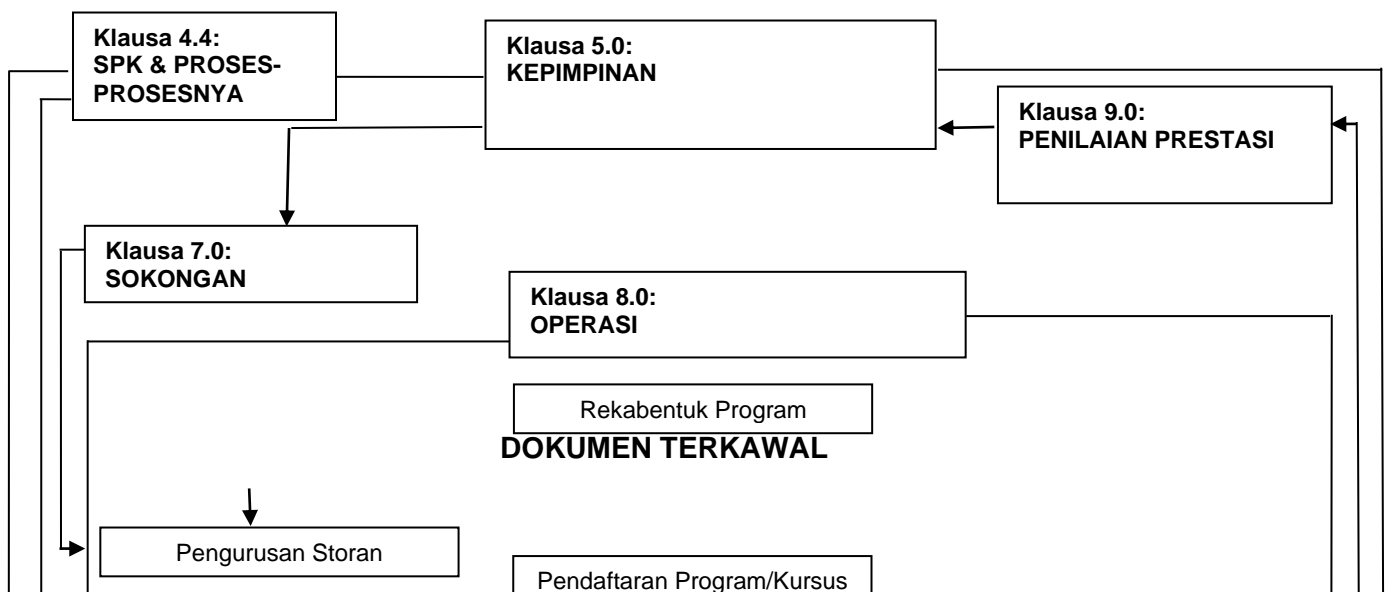 Klausa 4.4:
SPK & PROSES-
PROSESNYA
Klausa 5.0:
KEPIMPINAN
Klausa 9.0:
PENILAIAN PRESTASI
Klausa 7.0:
SOKONGAN
Klausa 8.0:
OPERASI
Rekabentuk Program
DOKUMEN TERKAWAL
Pengurusan Storan
Pendaftaran Program/Kursus